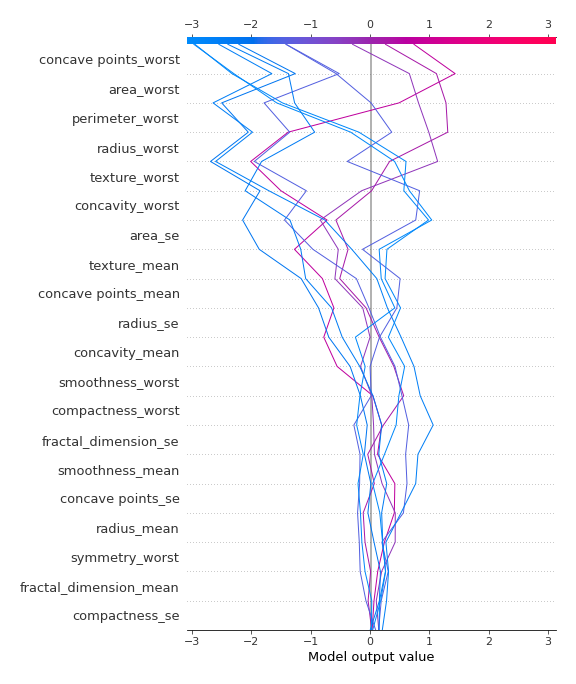 −3 −2 −1 0 1 2 3
concave points_worst
area_worst
perimeter_worst
radius_worst
texture_worst
concavity_worst
area_se
texture_mean
concave points_mean
radius_se
concavity_mean
smoothness_worst
compactness_worst
fractal_dimension_se
smoothness_mean
concave points_se
radius_mean
symmetry_worst
fractal_dimension_mean
compactness_se
−3 −2 −1 0 1 2 3
Model output value